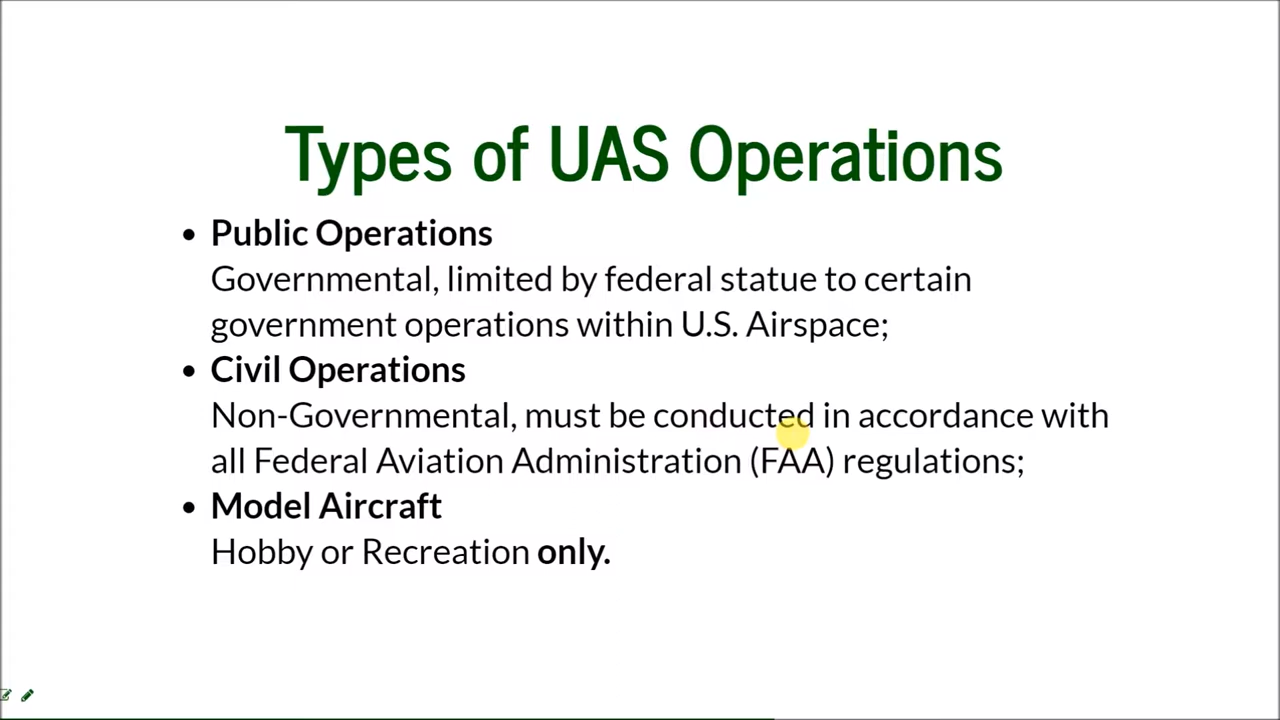 Types of UAS Operations
• Public Operations
Governmental, limited by federal statue to certain
government operations within U.S. Airspace;
• Civil Operations
Non-Governmental, must be conducted in accordance with
all Federal Aviation Administration (FAA) regulations;
• Model Aircraft
Hobby or Recreation only.